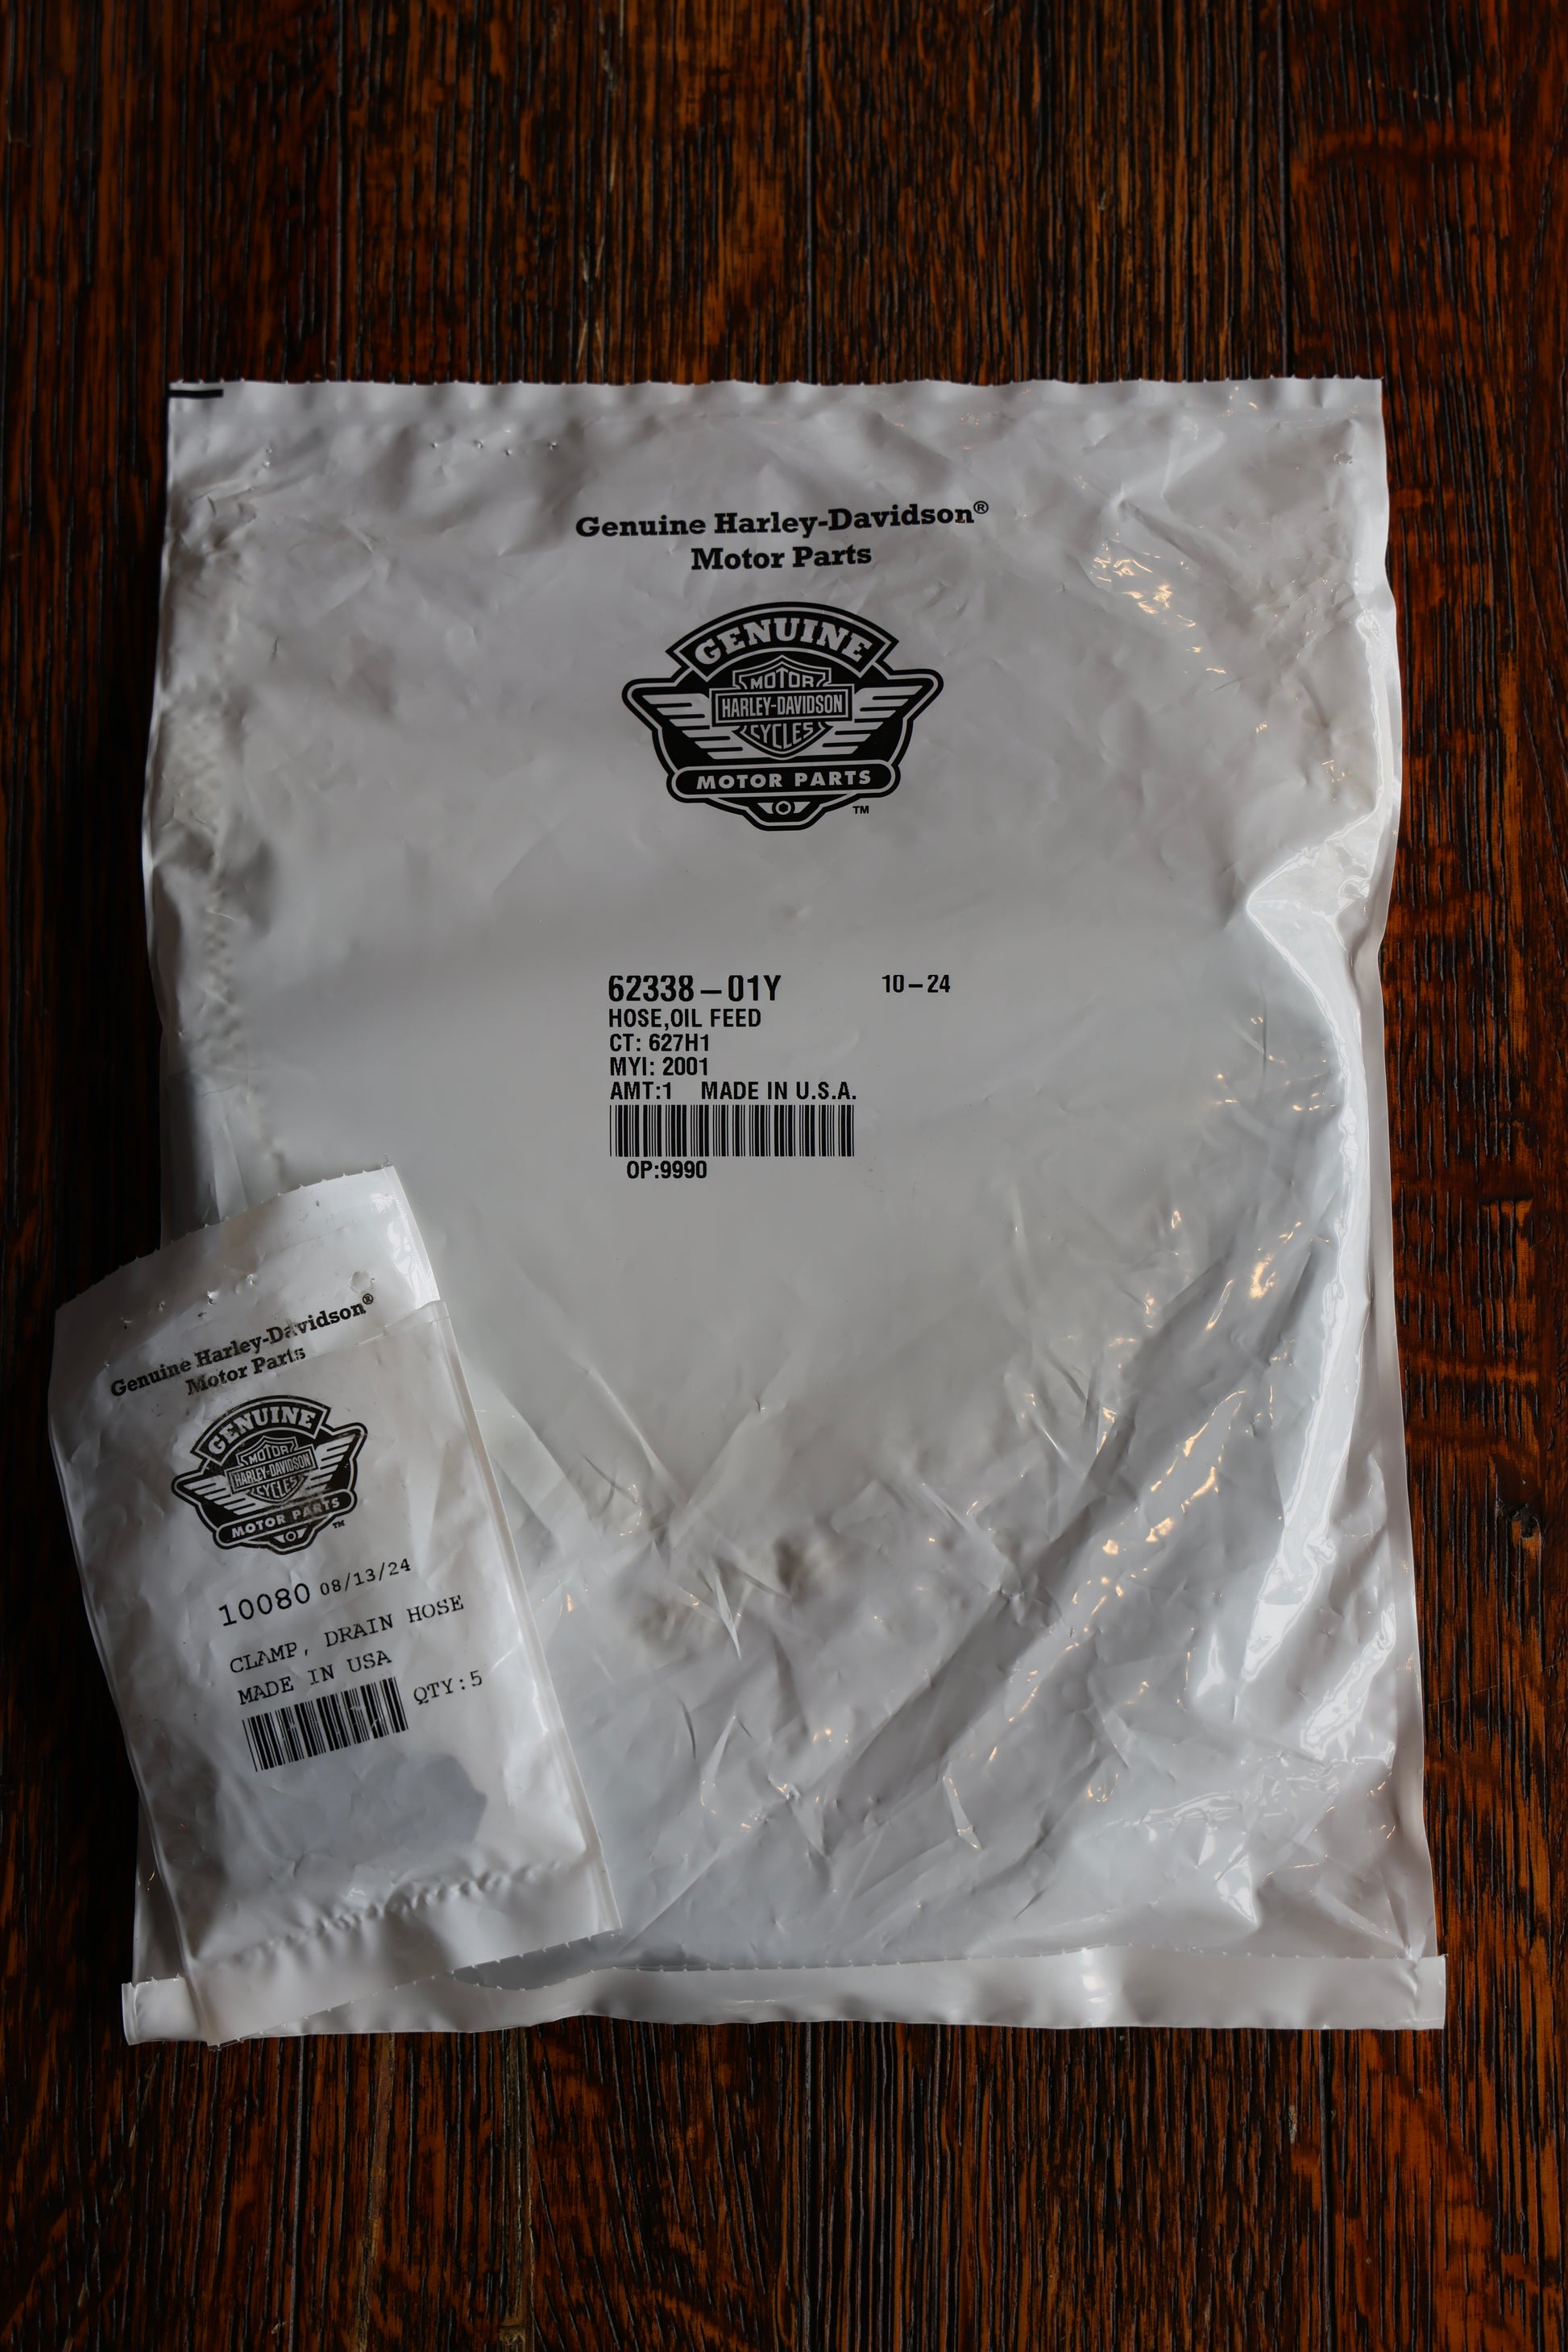 Genuine Harley-Davidson®
Motor Parts
GENUINE
MOTOR
HARLEY-DAVIDSON
CYCLES
MOTOR PARTS
™
62338–01Y 10–24
HOSE,OIL FEED
CT: 627H1
MYI: 2001
AMT:1 MADE IN U.S.A.
OP:9990
Genuine Harley-Davidson®
Motor Parts
GENUINE
MOTOR
HARLEY-DAVIDSON
CYCLES
MOTOR PARTS
™
10080 08/13/24
CLAMP, DRAIN HOSE
MADE IN USA
QTY:5